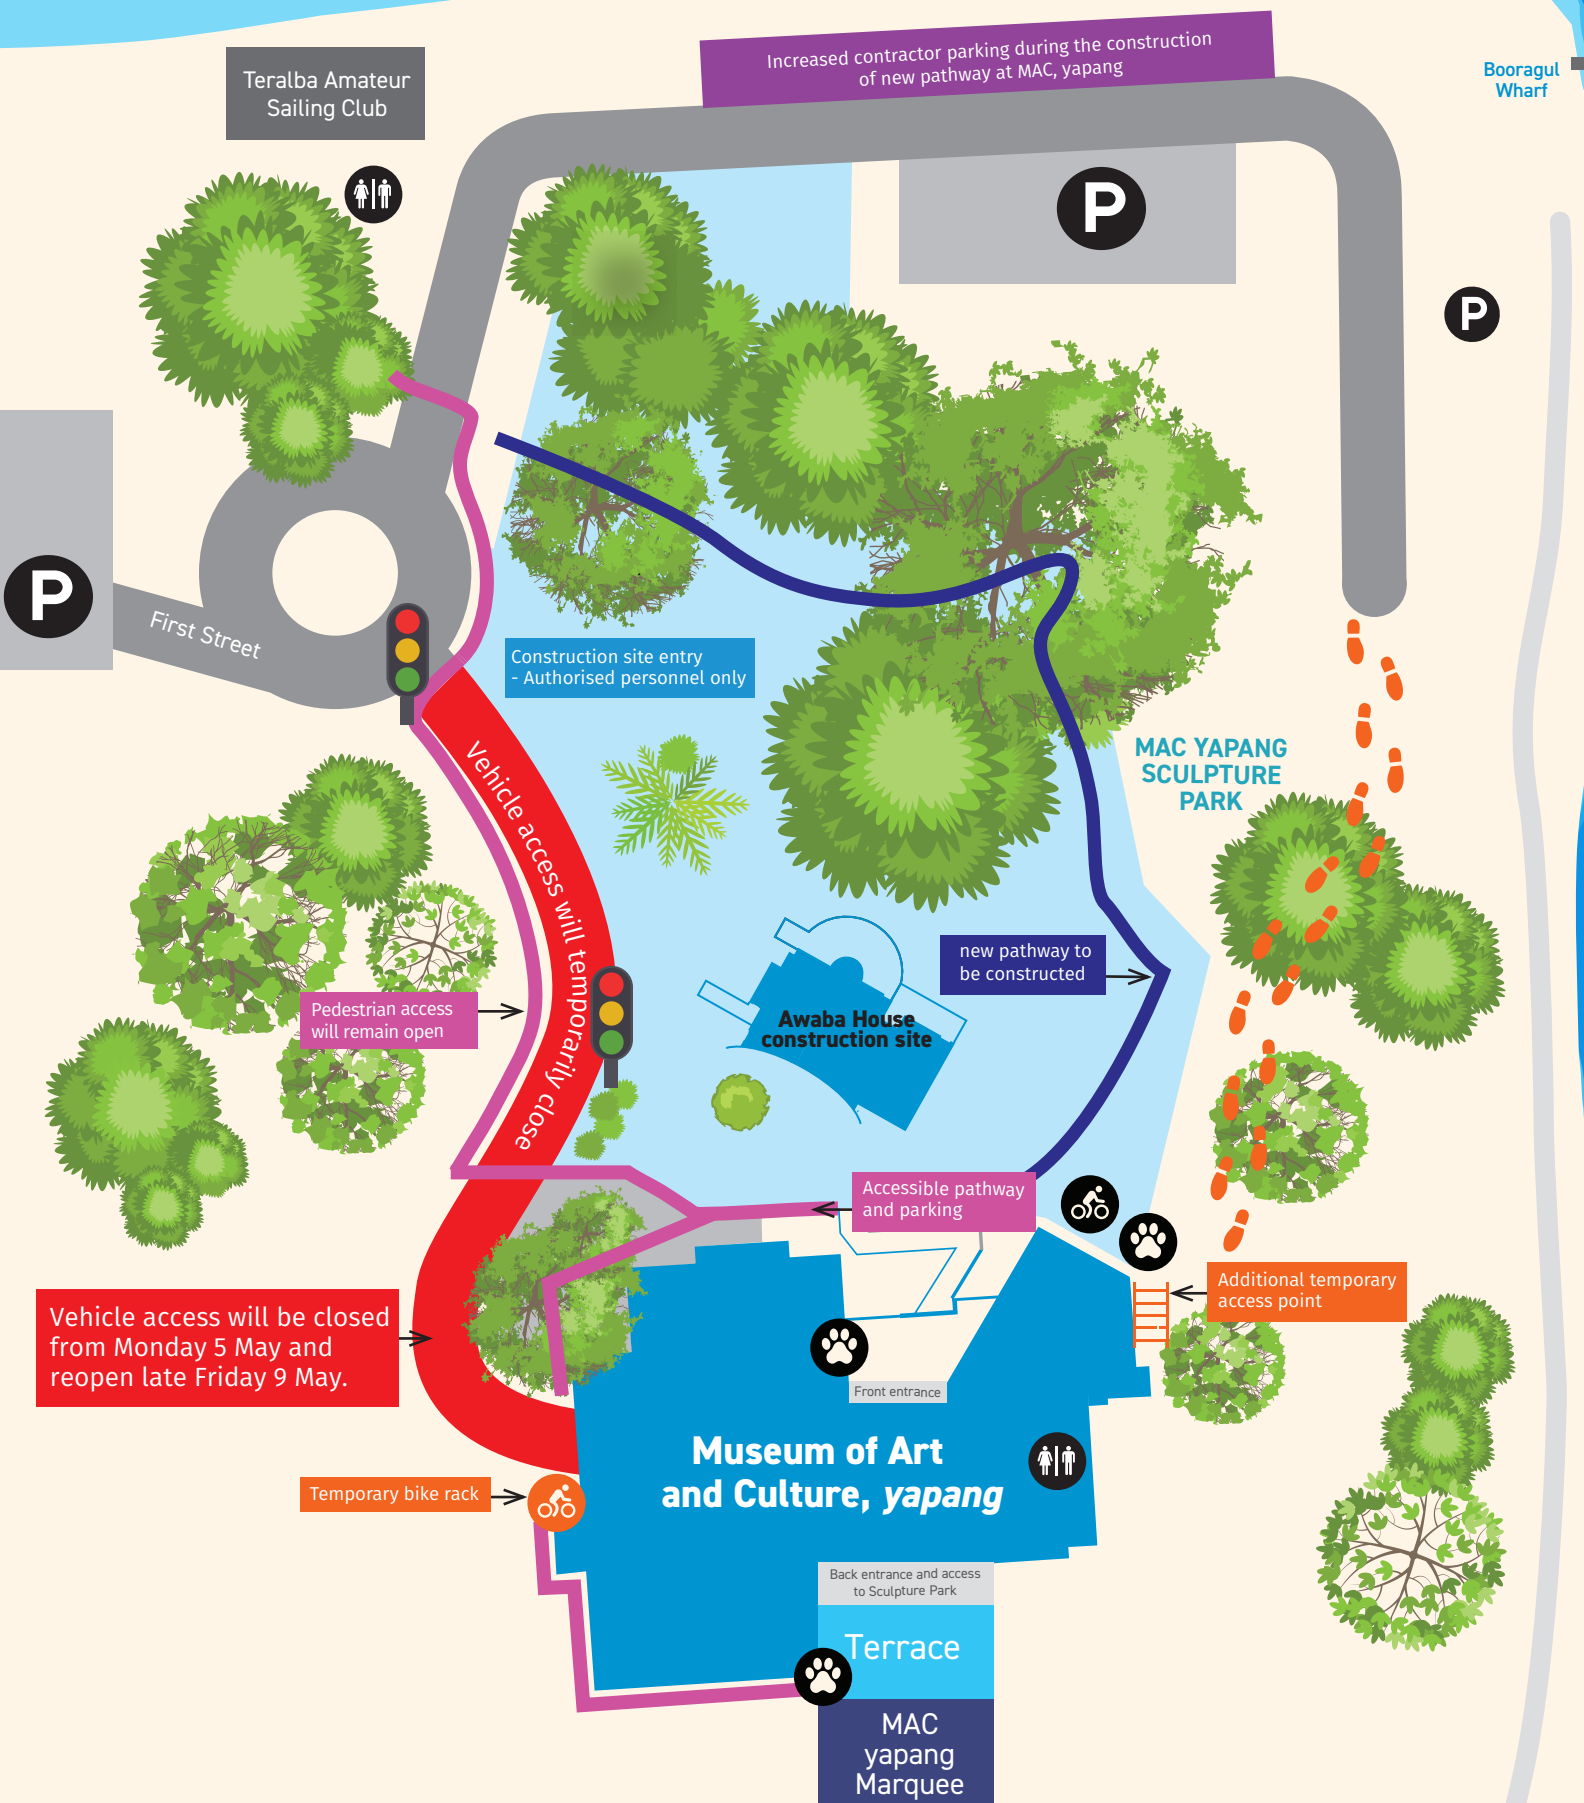 Increased contractor parking during the construction
of new pathway at MAC, yapang
Teralba Amateur
Sailing Club
Booragul
Wharf
P
P
P
First Street
Construction site entry
- Authorised personnel only
MAC YAPANG
SCULPTURE
PARK
Vehicle access will temporarily close
new pathway to
be constructed
Pedestrian access
will remain open
Awaba House
construction site
Accessible pathway
and parking
Additional temporary
access point
Vehicle access will be closed
from Monday 5 May and
reopen late Friday 9 May.
Front entrance
Museum of Art
and Culture, yapang
Temporary bike rack
Back entrance and access
to Sculpture Park
Terrace
MAC
yapang
Marquee